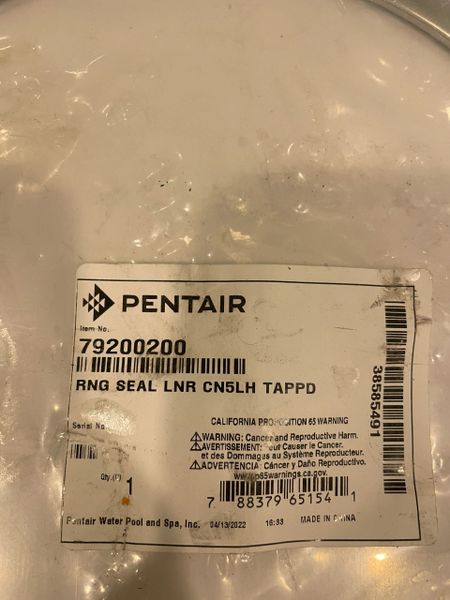 PENTAIR
Item No.
79200200
RNG SEAL LNR CN5LH TAPPD
38585491
Serial No
CALIFORNIA PROPOSITION 65 WARNING
WARNING: Cancer and Reproductive Harm.
AVERTISSEMENT: Peut Causer le Cancer.
et des Dommages au Système Reproducteur.
ADVERTENCIA: Cáncer y Daño Reproductivo.
www.p65warnings.ca.gov.
Qty.
1
7 88379 65154 1
Pentair Water Pool and Spa, Inc. 04/13/2022 16:33 MADE IN CHINA